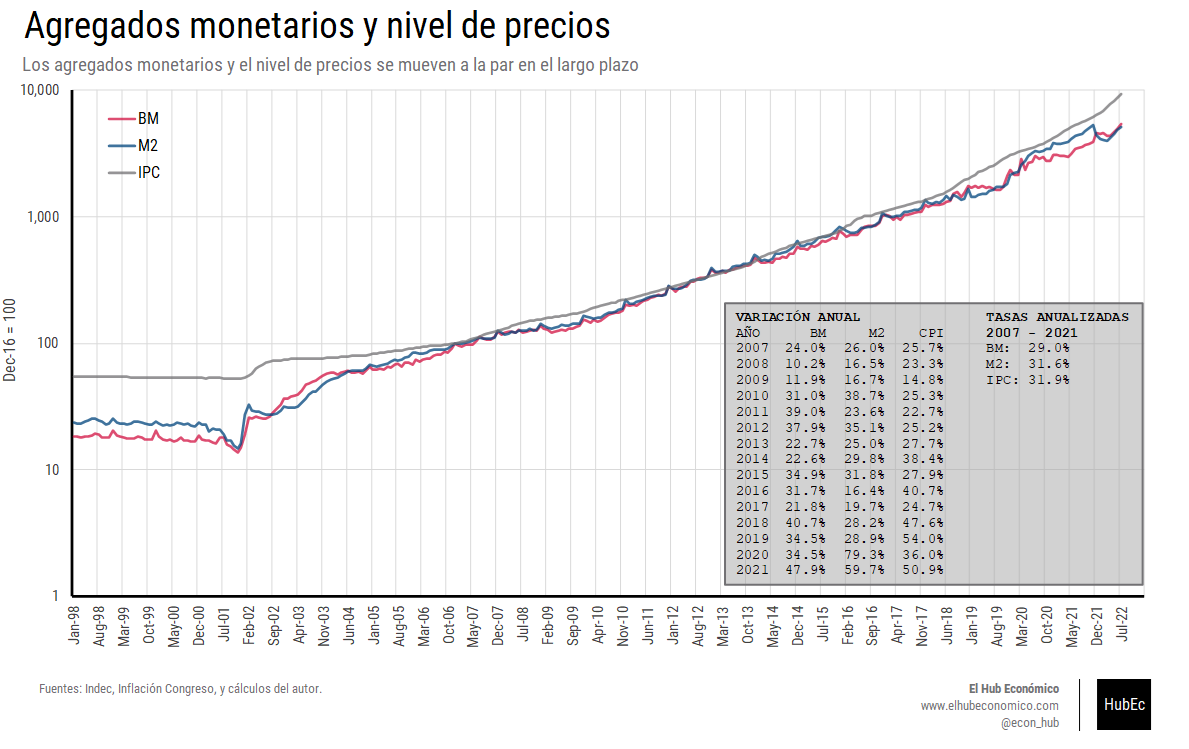 Agregados monetarios y nivel de precios
Los agregados monetarios y el nivel de precios se mueven a la par en el largo plazo
10,000
BM
M2
IPC
1,000
100
10
1
Dec-16 = 100
VARIACIÓN ANUAL
AÑO BM M2 CPI
2007 24.0% 26.0% 25.7%
2008 10.2% 16.5% 23.3%
2009 11.9% 16.7% 14.8%
2010 31.0% 38.7% 25.3%
2011 39.0% 23.6% 22.7%
2012 37.9% 35.1% 25.2%
2013 22.7% 25.0% 27.7%
2014 22.6% 29.8% 38.4%
2015 34.9% 31.8% 27.9%
2016 31.7% 16.4% 40.7%
2017 21.8% 19.7% 24.7%
2018 40.7% 28.2% 47.6%
2019 34.5% 28.9% 54.0%
2020 34.5% 79.3% 36.0%
2021 47.9% 59.7% 50.9%
TASAS ANUALIZADAS
2007 - 2021
BM: 29.0%
M2: 31.6%
IPC: 31.9%
Jan-98
Aug-98
Mar-99
Oct-99
May-00
Dec-00
Jul-01
Feb-02
Sep-02
Apr-03
Nov-03
Jun-04
Jan-05
Aug-05
Mar-06
Oct-06
May-07
Dec-07
Jul-08
Feb-09
Sep-09
Apr-10
Nov-10
Jun-11
Jan-12
Aug-12
Mar-13
Oct-13
May-14
Dec-14
Jul-15
Feb-16
Sep-16
Apr-17
Nov-17
Jun-18
Jan-19
Aug-19
Mar-20
Oct-20
May-21
Dec-21
Jul-22
Fuentes: Indec, Inflación Congreso, y cálculos del autor.
El Hub Económico
www.elhubeconomico.com
@econ_hub
HubEc